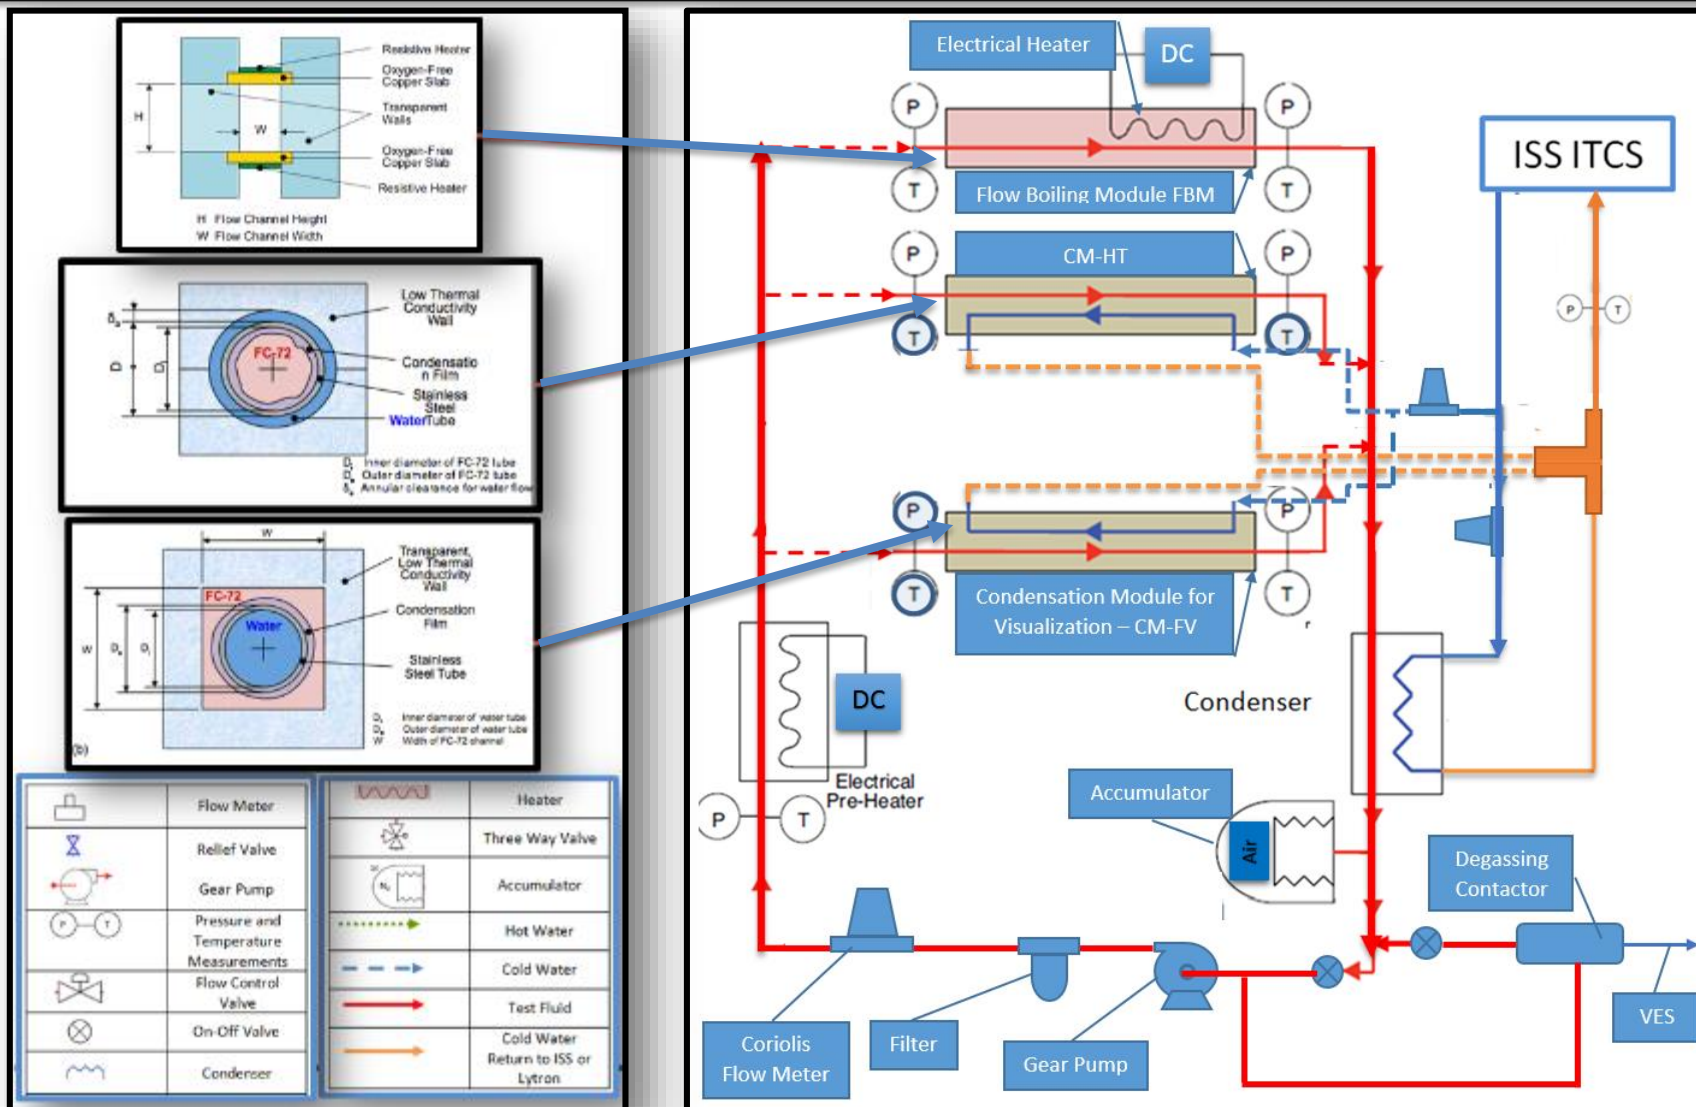 Resistive Heater
Oxygen-Free
Copper Slab
Transparent
Walls
H
W
Oxygen-Free
Copper Slab
Resistive Heater
H Flow Channel Height
W Flow Channel Width
Low Thermal
Conductivity
Wall
D
FC-72
Condensatio
n Film
Stainless
Steel
WaterTube
Inner diameter of FC-72 tube
Outer diameter of FC-72 tube
Annular clearance for water flow
W
Transparent,
Low Thermal
Conductivity
Wall
FC-72
Water
Condensation
Film
W
Stainless
Steel Tube
Inner diameter of water tube
Outer diameter of water tube
W Width of FC-72 channel
(b)
Flow Meter
Relief Valve
Gear Pump
P T
Pressure and
Temperature
Measurements
Flow Control
Valve
On-Off Valve
Condenser
Heater
Three Way Valve
Accumulator
Hot Water
Cold Water
Test Fluid
Cold Water
Return to ISS or
Lytron
Electrical Heater
DC
P
P
T
T
Flow Boiling Module FBM
ISS ITCS
P
CM-HT
P
T
T
P T
P
P
T
T
Condensation Module for
Visualization – CM-FV
r
DC
Electrical
Pre-Heater
P T
Condenser
Accumulator
Air
Degassing
Contactor
VES
Coriolis
Flow Meter
Filter
Gear Pump